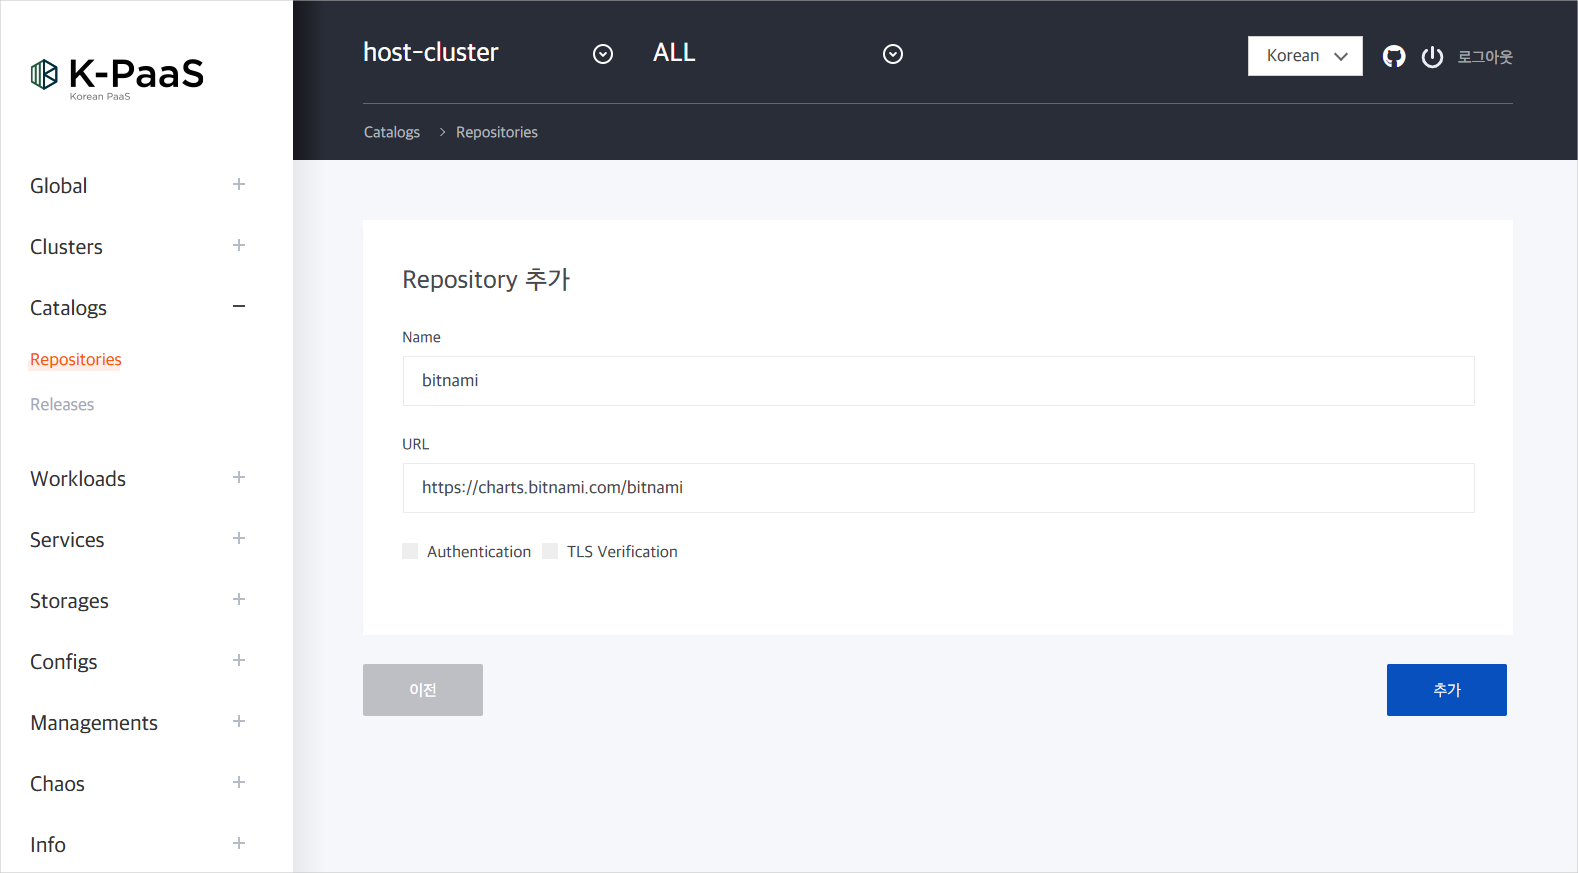 K-PaaS
Korean PaaS
Global
Clusters
Catalogs
Repositories
Releases
Workloads
Services
Storages
Configs
Managements
Chaos
Info
host-cluster ALL Korean 로그아웃
Catalogs > Repositories
Repository 추가
Name
bitnami
URL
https://charts.bitnami.com/bitnami
Authentication TLS Verification
이전 추가